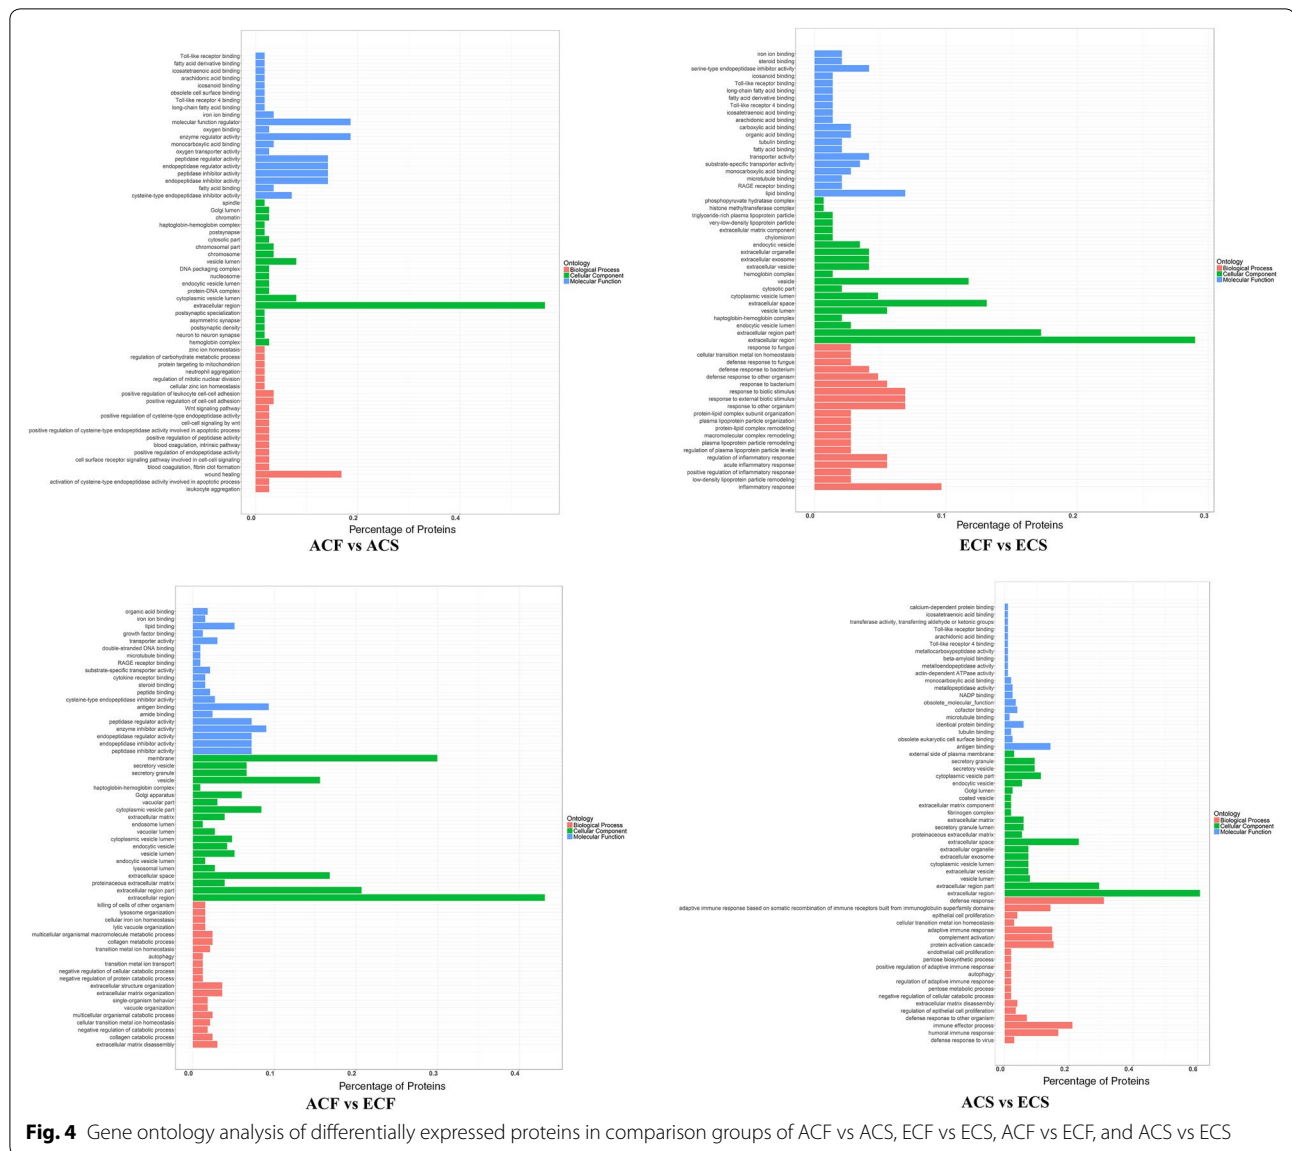 Toll-like receptor binding
fatty acid derivative binding
icosatetraenoic acid binding
arachidonic acid binding
icosanoid binding
obsolete cell surface binding
Toll-like receptor 4 binding
long-chain fatty acid binding
iron ion binding
molecular function regulator
oxygen binding
enzyme regulator activity
monocarboxylic acid binding
oxygen transporter activity
peptidase regulator activity
endopeptidase regulator activity
peptidase inhibitor activity
endopeptidase inhibitor activity
fatty acid binding
cysteine-type endopeptidase inhibitor activity
spindle
Golgi lumen
chromatin
haptoglobin-hemoglobin complex
postsynapse
cytosolic part
chromosomal part
chromosome
vesicle lumen
DNA packaging complex
nucleosome
endocytic vesicle lumen
protein-DNA complex
cytoplasmic vesicle lumen
extracellular region
postsynaptic specialization
asymmetric synapse
postsynaptic density
neuron to neuron synapse
hemoglobin complex
zinc ion homeostasis
regulation of carbohydrate metabolic process
protein targeting to mitochondrion
neutrophil aggregation
regulation of mitotic nuclear division
cellular zinc ion homeostasis
positive regulation of leukocyte cell-cell adhesion
positive regulation of cell-cell adhesion
Wnt signaling pathway
positive regulation of cysteine-type endopeptidase activity
cell-cell signaling by wnt
positive regulation of cysteine-type endopeptidase activity involved in apoptotic process
positive regulation of peptidase activity
blood coagulation, intrinsic pathway
positive regulation of endopeptidase activity
cell surface receptor signaling pathway involved in cell-cell signaling
blood coagulation, fibrin clot formation
wound healing
activation of cysteine-type endopeptidase activity involved in apoptotic process
leukocyte aggregation
0.0 0.2 0.4
Percentage of Proteins
Ontology
Biological Process
Cellular Component
Molecular Function
ACF vs ACS
iron ion binding
steroid binding
serine-type endopeptidase inhibitor activity
icosanoid binding
Toll-like receptor binding
long-chain fatty acid binding
fatty acid derivative binding
Toll-like receptor 4 binding
icosatetraenoic acid binding
arachidonic acid binding
carboxylic acid binding
organic acid binding
tubulin binding
fatty acid binding
transporter activity
substrate-specific transporter activity
monocarboxylic acid binding
microtubule binding
RAGE receptor binding
lipid binding
phosphopyruvate hydratase complex
histone methyltransferase complex
triglyceride-rich plasma lipoprotein particle
very-low-density lipoprotein particle
extracellular matrix component
chylomicron
endocytic vesicle
extracellular organelle
extracellular exosome
extracellular vesicle
hemoglobin complex
vesicle
cytosolic part
cytoplasmic vesicle lumen
extracellular space
vesicle lumen
haptoglobin-hemoglobin complex
endocytic vesicle lumen
extracellular region part
extracellular region
response to fungus
cellular transition metal ion homeostasis
defense response to fungus
defense response to bacterium
defense response to other organism
response to bacterium
response to biotic stimulus
response to external biotic stimulus
response to other organism
protein-lipid complex subunit organization
plasma lipoprotein particle organization
protein-lipid complex remodeling
macromolecular complex remodeling
plasma lipoprotein particle remodeling
regulation of plasma lipoprotein particle levels
regulation of inflammatory response
acute inflammatory response
positive regulation of inflammatory response
low-density lipoprotein particle remodeling
inflammatory response
0.0 0.1 0.2 0.3
Percentage of Proteins
Ontology
Biological Process
Cellular Component
Molecular Function
ECF vs ECS
organic acid binding
iron ion binding
lipid binding
growth factor binding
transporter activity
double-stranded DNA binding
microtubule binding
RAGE receptor binding
substrate-specific transporter activity
cytokine receptor binding
steroid binding
peptide binding
cysteine-type endopeptidase inhibitor activity
antigen binding
amide binding
peptidase regulator activity
enzyme inhibitor activity
endopeptidase regulator activity
endopeptidase inhibitor activity
peptidase inhibitor activity
membrane
secretory vesicle
secretory granule
vesicle
haptoglobin-hemoglobin complex
Golgi apparatus
vacuolar part
cytoplasmic vesicle part
extracellular matrix
endosome lumen
vacuolar lumen
cytoplasmic vesicle lumen
endocytic vesicle
vesicle lumen
endocytic vesicle lumen
lysosomal lumen
extracellular space
proteinaceous extracellular matrix
extracellular region part
extracellular region
killing of cells of other organism
lysosome organization
cellular iron ion homeostasis
lytic vacuole organization
multicellular organismal macromolecule metabolic process
collagen metabolic process
transition metal ion homeostasis
autophagy
transition metal ion transport
negative regulation of cellular catabolic process
negative regulation of protein catabolic process
extracellular structure organization
extracellular matrix organization
single-organism behavior
vacuole organization
multicellular organismal catabolic process
cellular transition metal ion homeostasis
negative regulation of catabolic process
collagen catabolic process
extracellular matrix disassembly
0.0 0.1 0.2 0.3 0.4
Percentage of Proteins
Ontology
Biological Process
Cellular Component
Molecular Function
ACF vs ECF
calcium-dependent protein binding
icosatetraenoic acid binding
transferase activity, transferring aldehyde or ketonic groups
Toll-like receptor binding
arachidonic acid binding
Toll-like receptor 4 binding
metallocarboxypeptidase activity
beta-amyloid binding
metalloendopeptidase activity
actin-dependent ATPase activity
monocarboxylic acid binding
metallopeptidase activity
NADP binding
obsolete_molecular_function
cofactor binding
microtubule binding
identical protein binding
tubulin binding
obsolete eukaryotic cell surface binding
antigen binding
external side of plasma membrane
secretory granule
secretory vesicle
cytoplasmic vesicle part
endocytic vesicle
Golgi lumen
coated vesicle
extracellular matrix component
fibrinogen complex
extracellular matrix
secretory granule lumen
proteinaceous extracellular matrix
extracellular space
extracellular organelle
extracellular exosome
cytoplasmic vesicle lumen
extracellular vesicle
vesicle lumen
extracellular region part
extracellular region
defense response
adaptive immune response based on somatic recombination of immune receptors built from immunoglobulin superfamily domains
epithelial cell proliferation
cellular transition metal ion homeostasis
adaptive immune response
complement activation
protein activation cascade
endothelial cell proliferation
pentose biosynthetic process
positive regulation of adaptive immune response
autophagy
regulation of adaptive immune response
pentose metabolic process
negative regulation of cellular catabolic process
extracellular matrix disassembly
regulation of epithelial cell proliferation
defense response to other organism
immune effector process
humoral immune response
defense response to virus
0.0 0.2 0.4 0.6
Percentage of Proteins
Ontology
Biological Process
Cellular Component
Molecular Function
ACS vs ECS
Fig. 4 Gene ontology analysis of differentially expressed proteins in comparison groups of ACF vs ACS, ECF vs ECS, ACF vs ECF, and ACS vs ECS